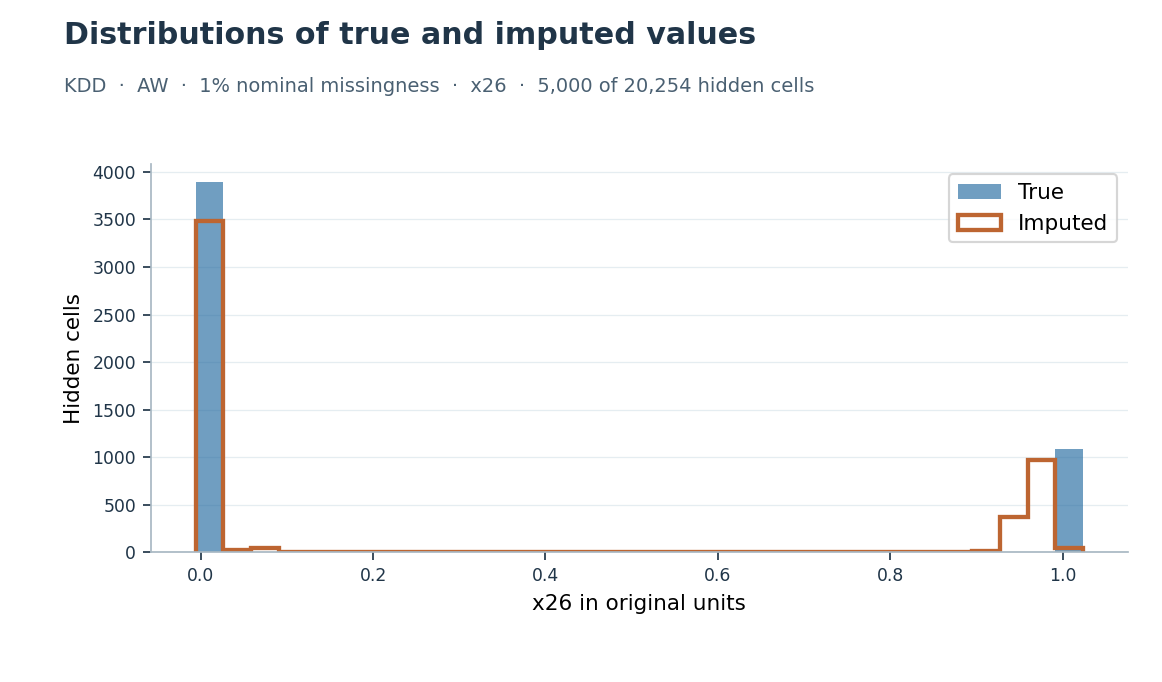 Distributions of true and imputed values
KDD · AW · 1% nominal missingness · x26 · 5,000 of 20,254 hidden cells
4000
3500
3000
2500
2000
1500
1000
500
0
Hidden cells
True
Imputed
0.0 0.2 0.4 0.6 0.8 1.0
x26 in original units